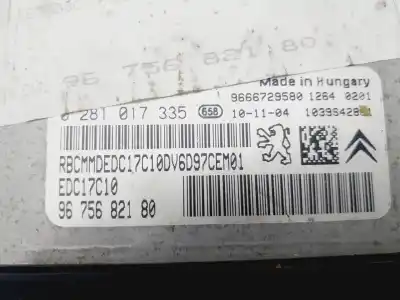 96 756 821 80
Made in Hungary
9666729580 1264 0201
0 281 017 335 658 10-11-04
RBCMMDEDC17C10DV6D97CEM01
EDC17C10
96 756 821 80